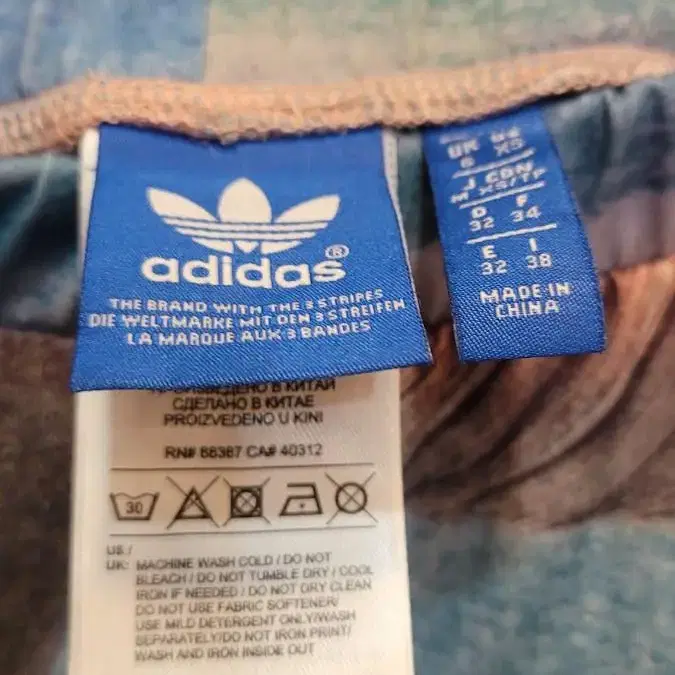 adidas®
THE BRAND WITH THE 3 STRIPES
DIE WELTMARKE MIT DEN 3 STREIFEN
LA MARQUE AUX 3 BANDES
UK
6 XS
J CDN
M XS/TP
D F
32 34
E I
32 38
MADE IN
CHINA
СДЕЛАНО В КИТАЕ
PROIZVEDENO U KINI
RN# 88387 CA# 40312
30
US /
UK: MACHINE WASH COLD / DO NOT
BLEACH / DO NOT TUMBLE DRY / COOL
IRON IF NEEDED / DO NOT DRY CLEAN
DO NOT USE FABRIC SOFTENER/
USE MILD DETERGENT ONLY/WASH
SEPARATELY/DO NOT IRON PRINT/
WASH AND IRON INSIDE OUT